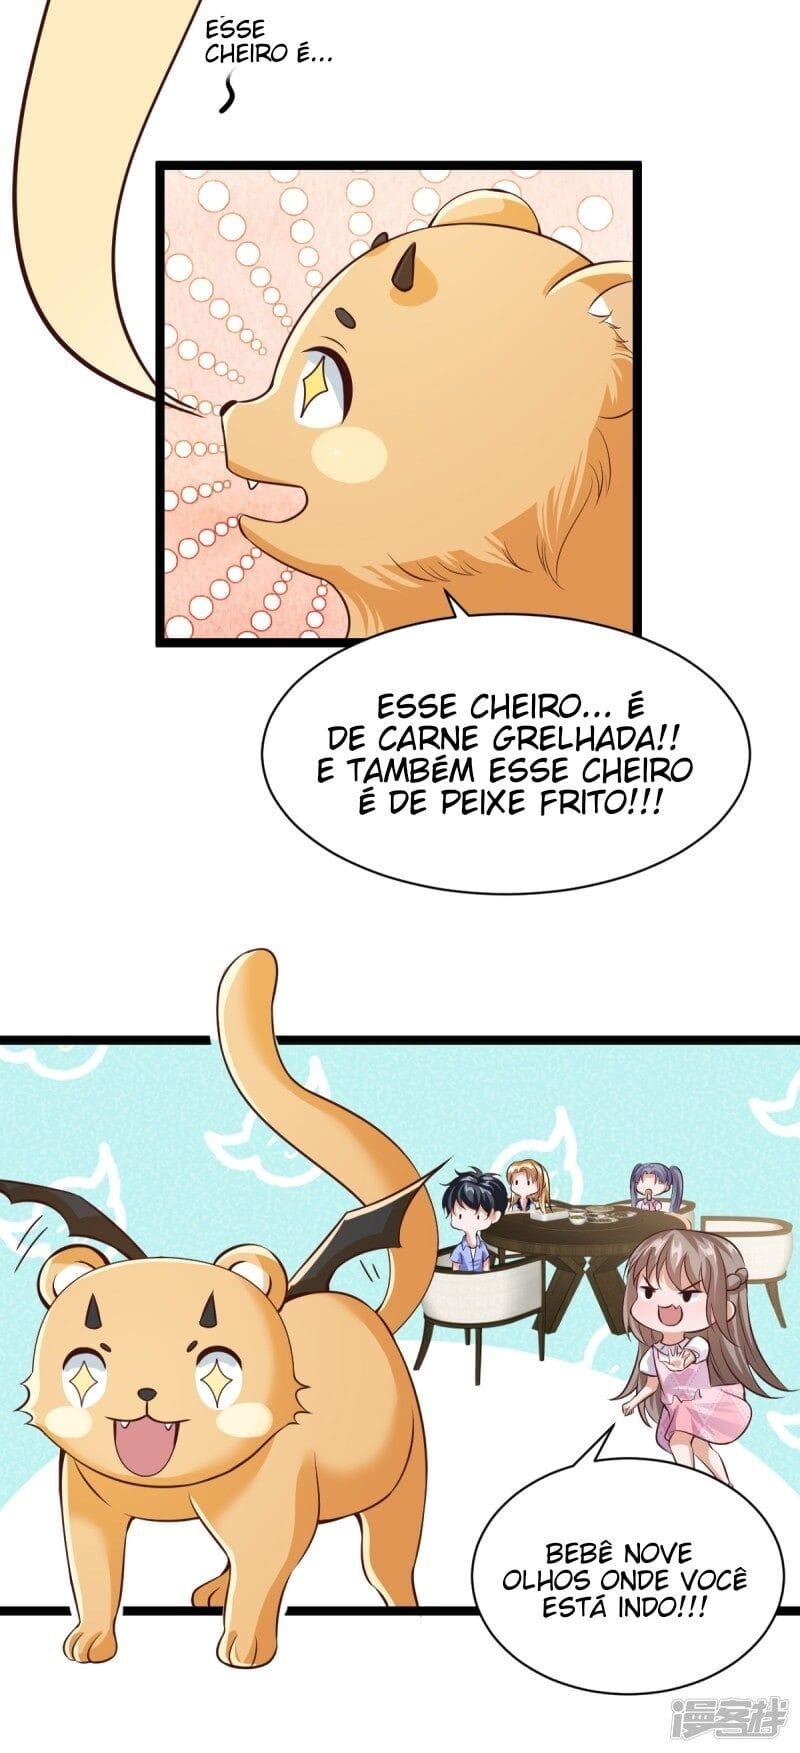 ESSE
CHEIRO É...
ESSE CHEIRO... É
DE CARNE GRELHADA!!
E TAMBÉM ESSE CHEIRO
É DE PEIXE FRITO!!!
BEBÊ NOVE
OLHOS ONDE VOCÊ
ESTÁ INDO!!!
漫客栈